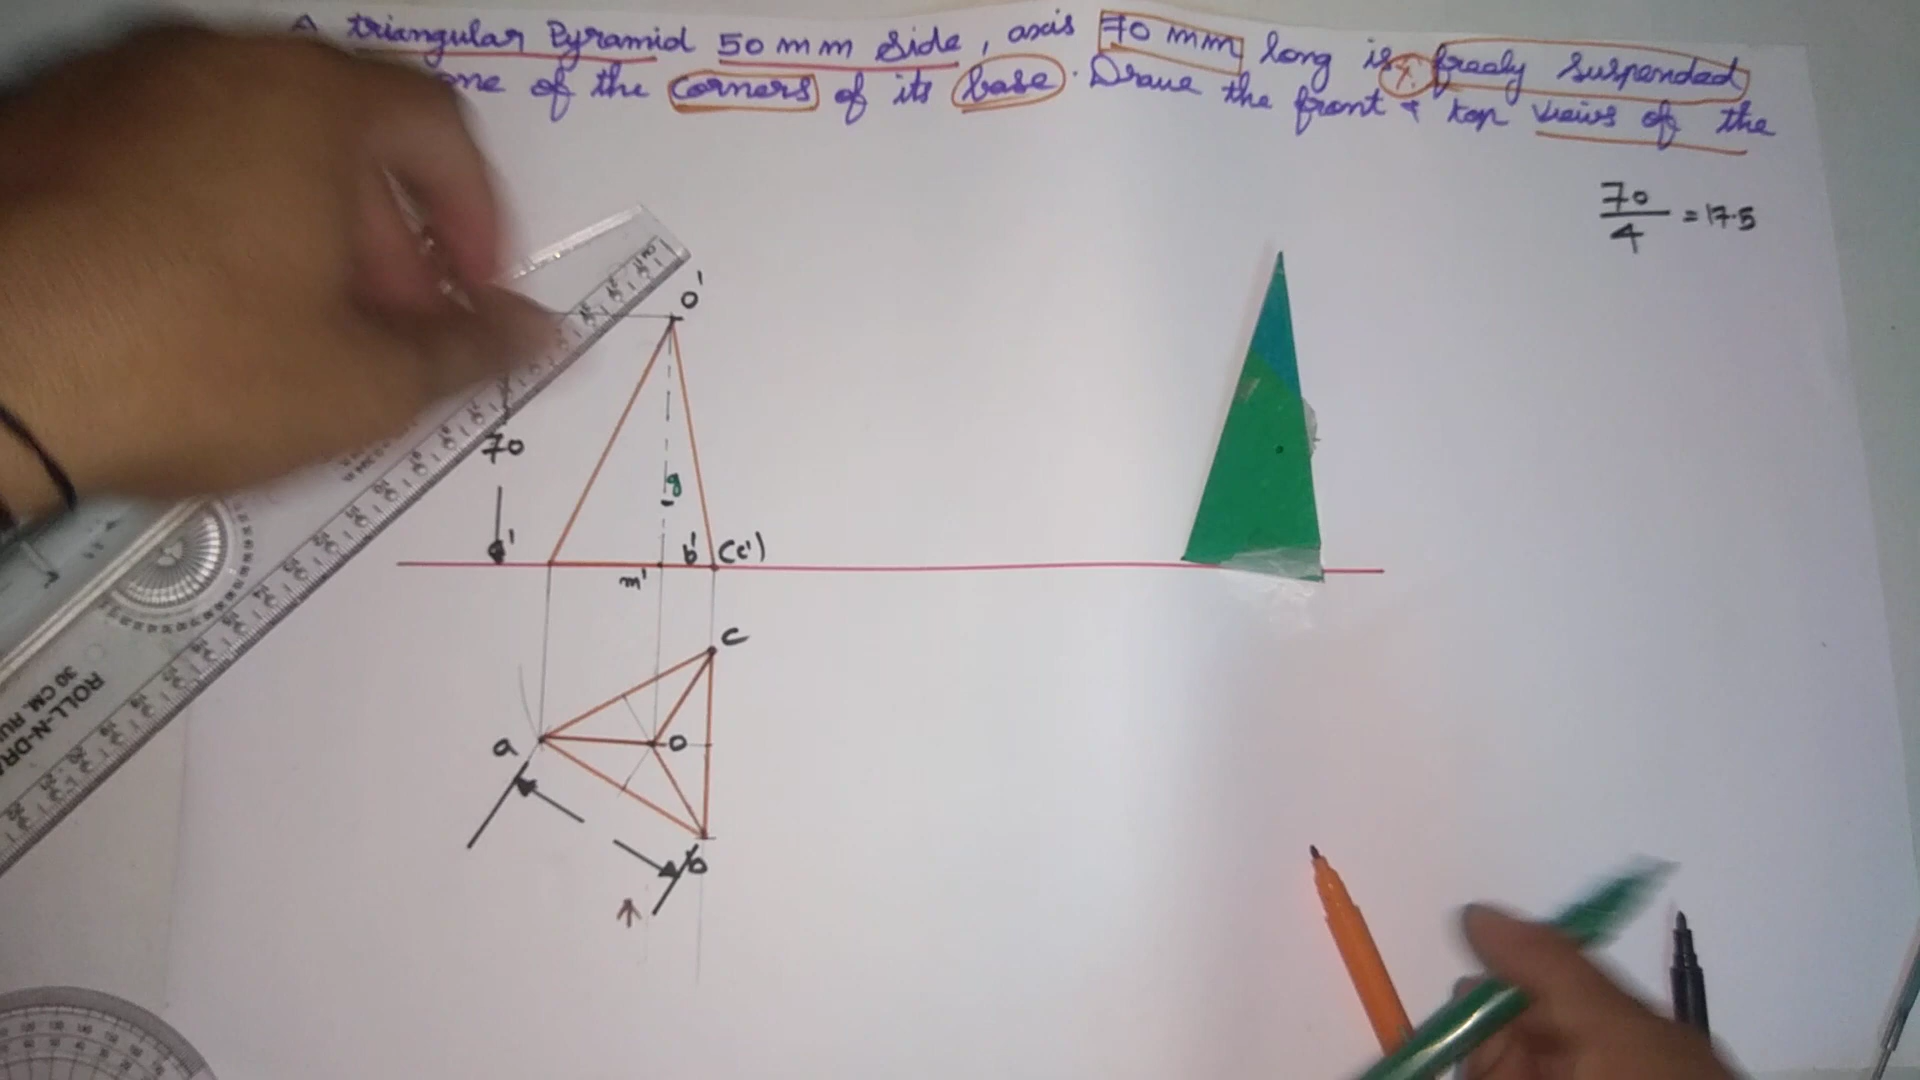 A triangular Pyramid 50 mm side, axis 70 mm long is freely suspended
one of the corners of its base. Draw the front & top views of the
70
4
= 17.5
o'
70
g
a'
b'
(c')
m'
c
a
o
b
ROLL-N-DRA
30 CM. RU